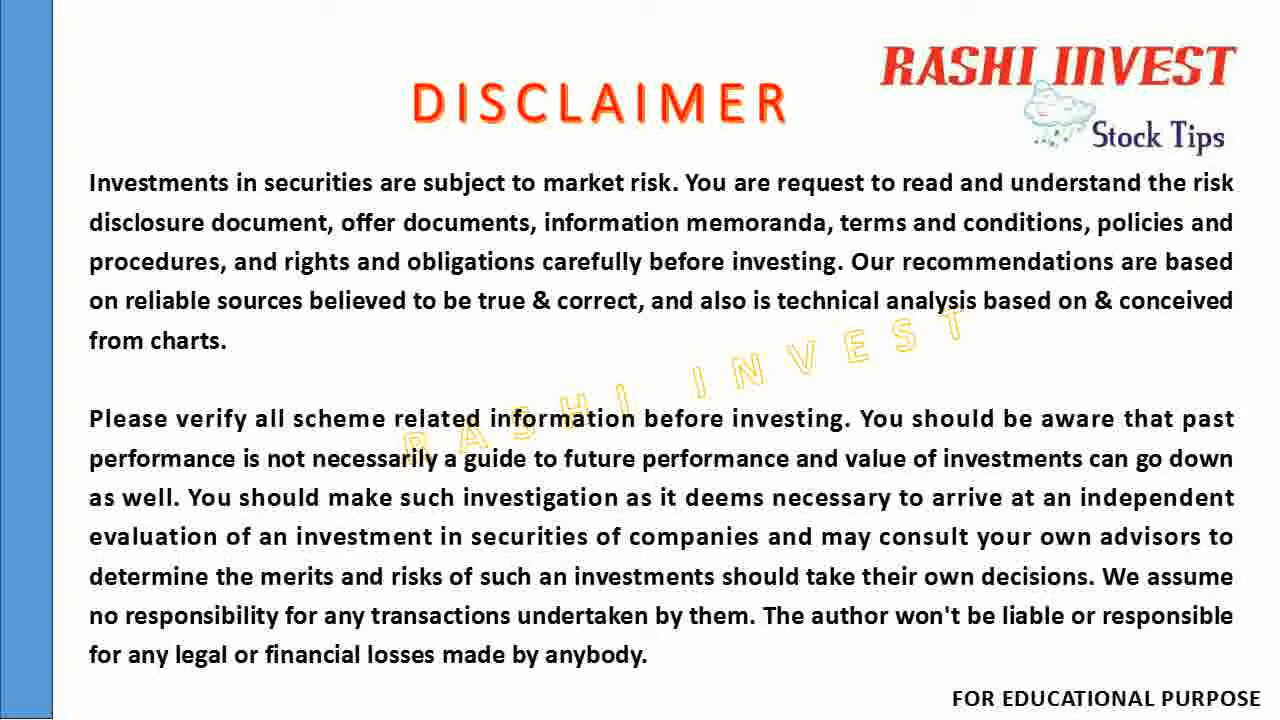 RASHI INVEST
Stock Tips
DISCLAIMER
Investments in securities are subject to market risk. You are request to read and understand the risk
disclosure document, offer documents, information memoranda, terms and conditions, policies and
procedures, and rights and obligations carefully before investing. Our recommendations are based
on reliable sources believed to be true & correct, and also is technical analysis based on & conceived
from charts.
RASHI INVEST
Please verify all scheme related information before investing. You should be aware that past
performance is not necessarily a guide to future performance and value of investments can go down
as well. You should make such investigation as it deems necessary to arrive at an independent
evaluation of an investment in securities of companies and may consult your own advisors to
determine the merits and risks of such an investments should take their own decisions. We assume
no responsibility for any transactions undertaken by them. The author won't be liable or responsible
for any legal or financial losses made by anybody.
FOR EDUCATIONAL PURPOSE